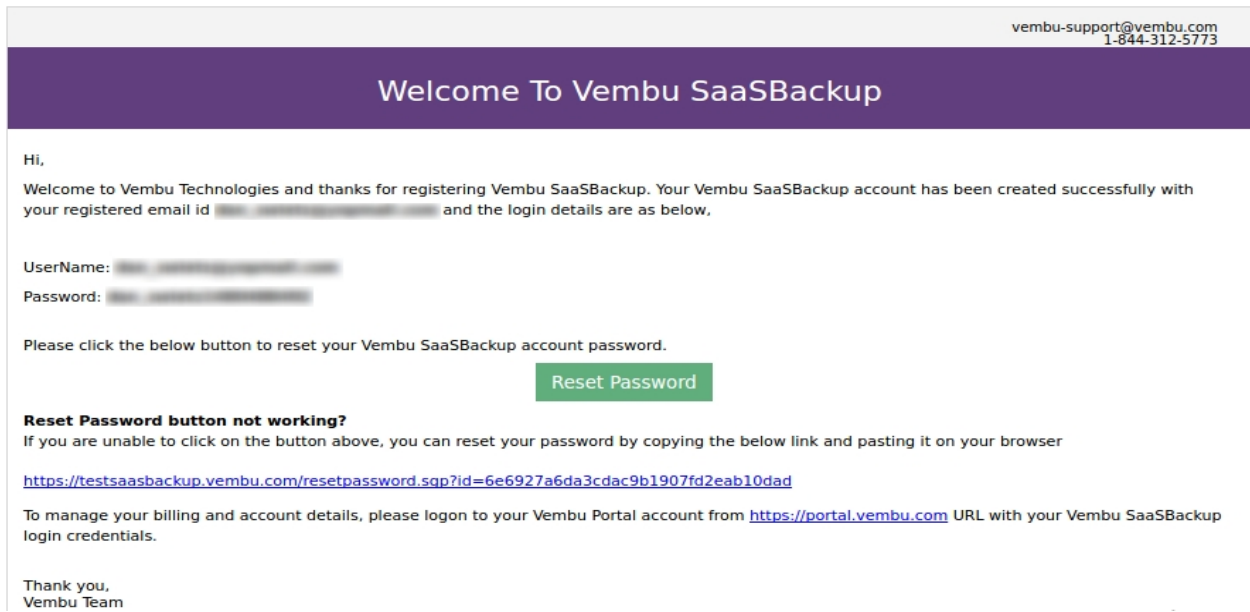 vembu-support@vembu.com
1-844-312-5773
Welcome To Vembu SaaSBackup
Hi,
Welcome to Vembu Technologies and thanks for registering Vembu SaaSBackup. Your Vembu SaaSBackup account has been created successfully with
your registered email id and the login details are as below,
UserName:
Password:
Please click the below button to reset your Vembu SaaSBackup account password.
Reset Password
Reset Password button not working?
If you are unable to click on the button above, you can reset your password by copying the below link and pasting it on your browser
https://testsaasbackup.vembu.com/resetpassword.sgp?id=6e6927a6da3cdac9b1907fd2eab10dad
To manage your billing and account details, please logon to your Vembu Portal account from https://portal.vembu.com URL with your Vembu SaaSBackup
login credentials.
Thank you,
Vembu Team